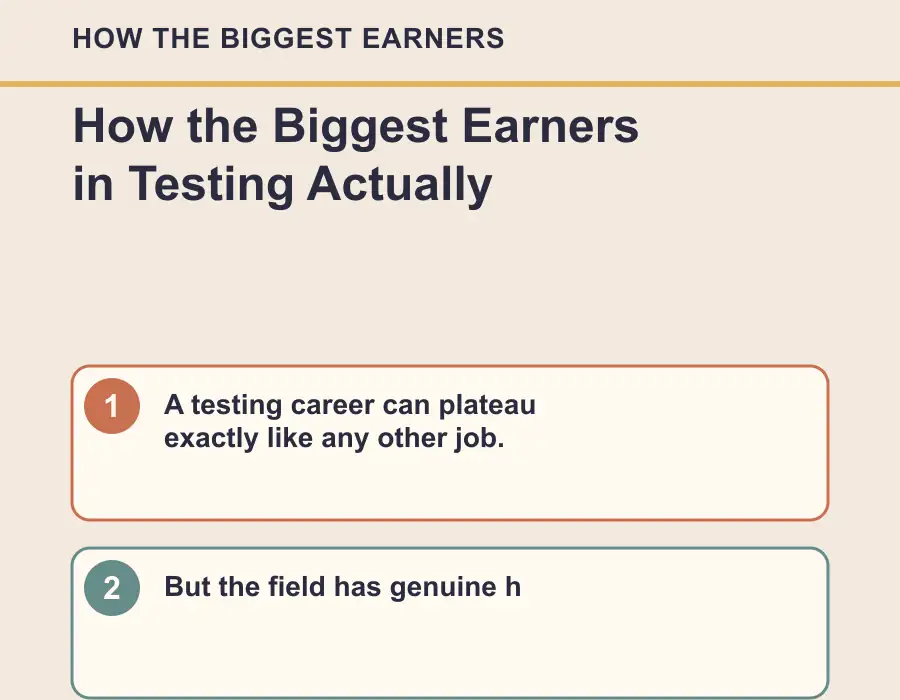 HOW THE BIGGEST EARNERS
How the Biggest Earners
in Testing Actually
1
A testing career can plateau
exactly like any other job.
2
But the field has genuine h